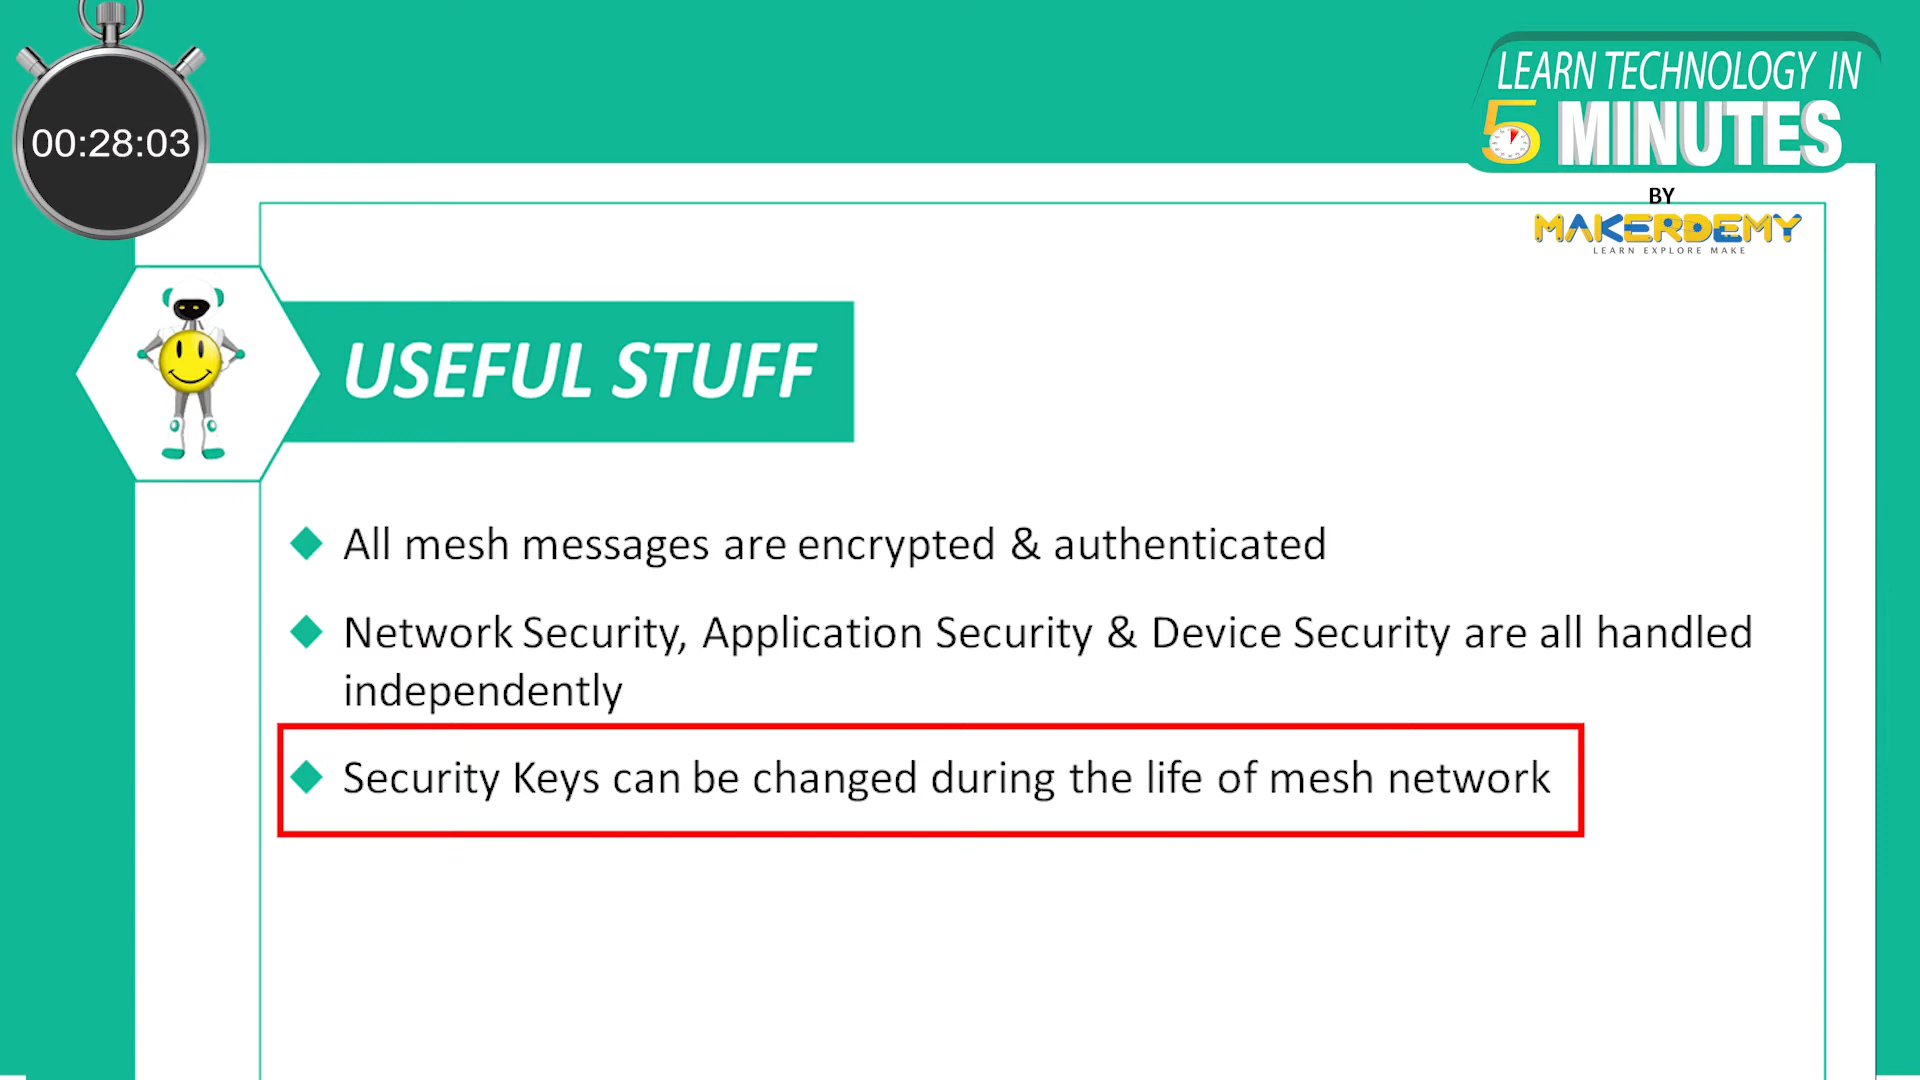 00:28:03
LEARN TECHNOLOGY IN
5 MINUTES
BY
MAKERDEMY
LEARN EXPLORE MAKE
USEFUL STUFF
All mesh messages are encrypted & authenticated
Network Security, Application Security & Device Security are all handled
independently
Security Keys can be changed during the life of mesh network